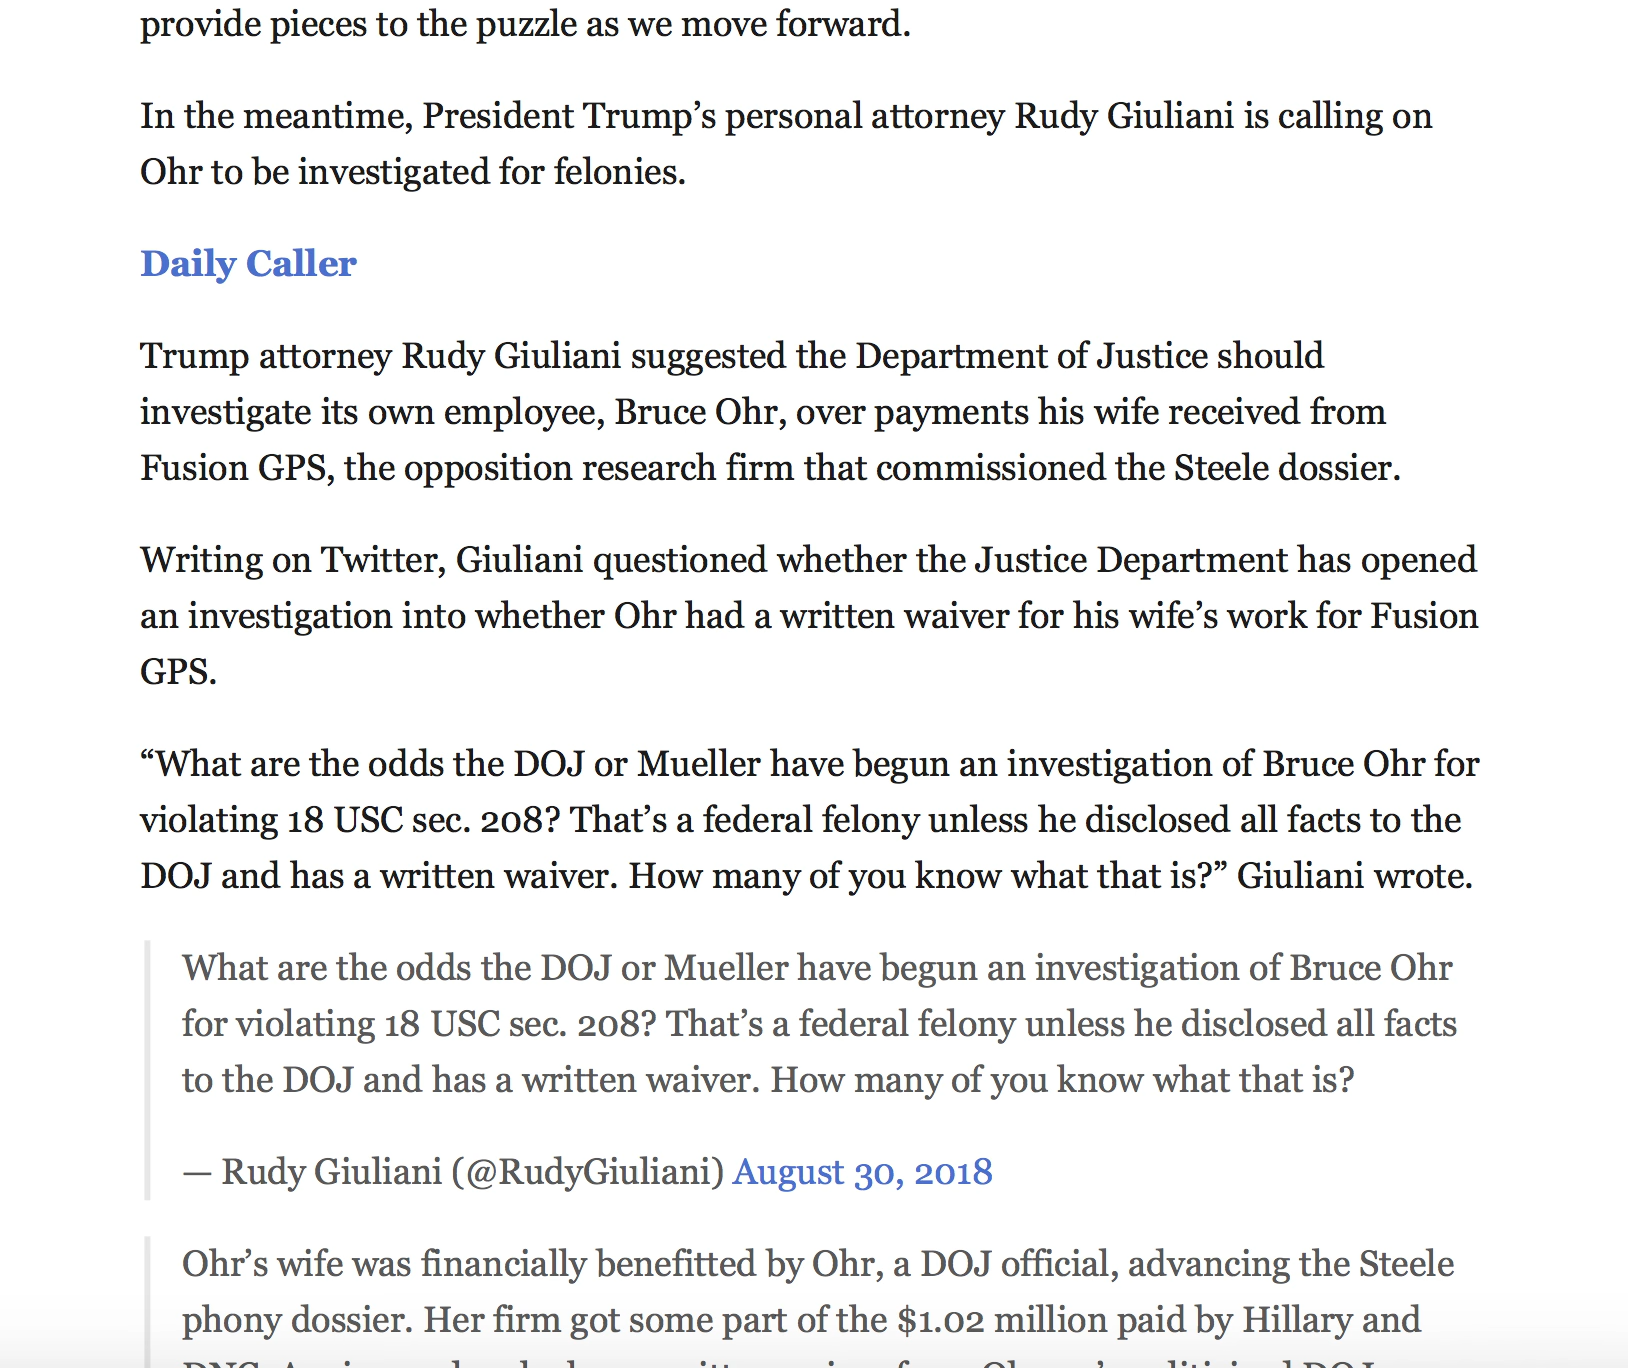 provide pieces to the puzzle as we move forward.
In the meantime, President Trump’s personal attorney Rudy Giuliani is calling on
Ohr to be investigated for felonies.
Daily Caller
Trump attorney Rudy Giuliani suggested the Department of Justice should
investigate its own employee, Bruce Ohr, over payments his wife received from
Fusion GPS, the opposition research firm that commissioned the Steele dossier.
Writing on Twitter, Giuliani questioned whether the Justice Department has opened
an investigation into whether Ohr had a written waiver for his wife’s work for Fusion
GPS.
“What are the odds the DOJ or Mueller have begun an investigation of Bruce Ohr for
violating 18 USC sec. 208? That’s a federal felony unless he disclosed all facts to the
DOJ and has a written waiver. How many of you know what that is?” Giuliani wrote.
What are the odds the DOJ or Mueller have begun an investigation of Bruce Ohr
for violating 18 USC sec. 208? That’s a federal felony unless he disclosed all facts
to the DOJ and has a written waiver. How many of you know what that is?
— Rudy Giuliani (@RudyGiuliani) August 30, 2018
Ohr’s wife was financially benefitted by Ohr, a DOJ official, advancing the Steele
phony dossier. Her firm got some part of the $1.02 million paid by Hillary and